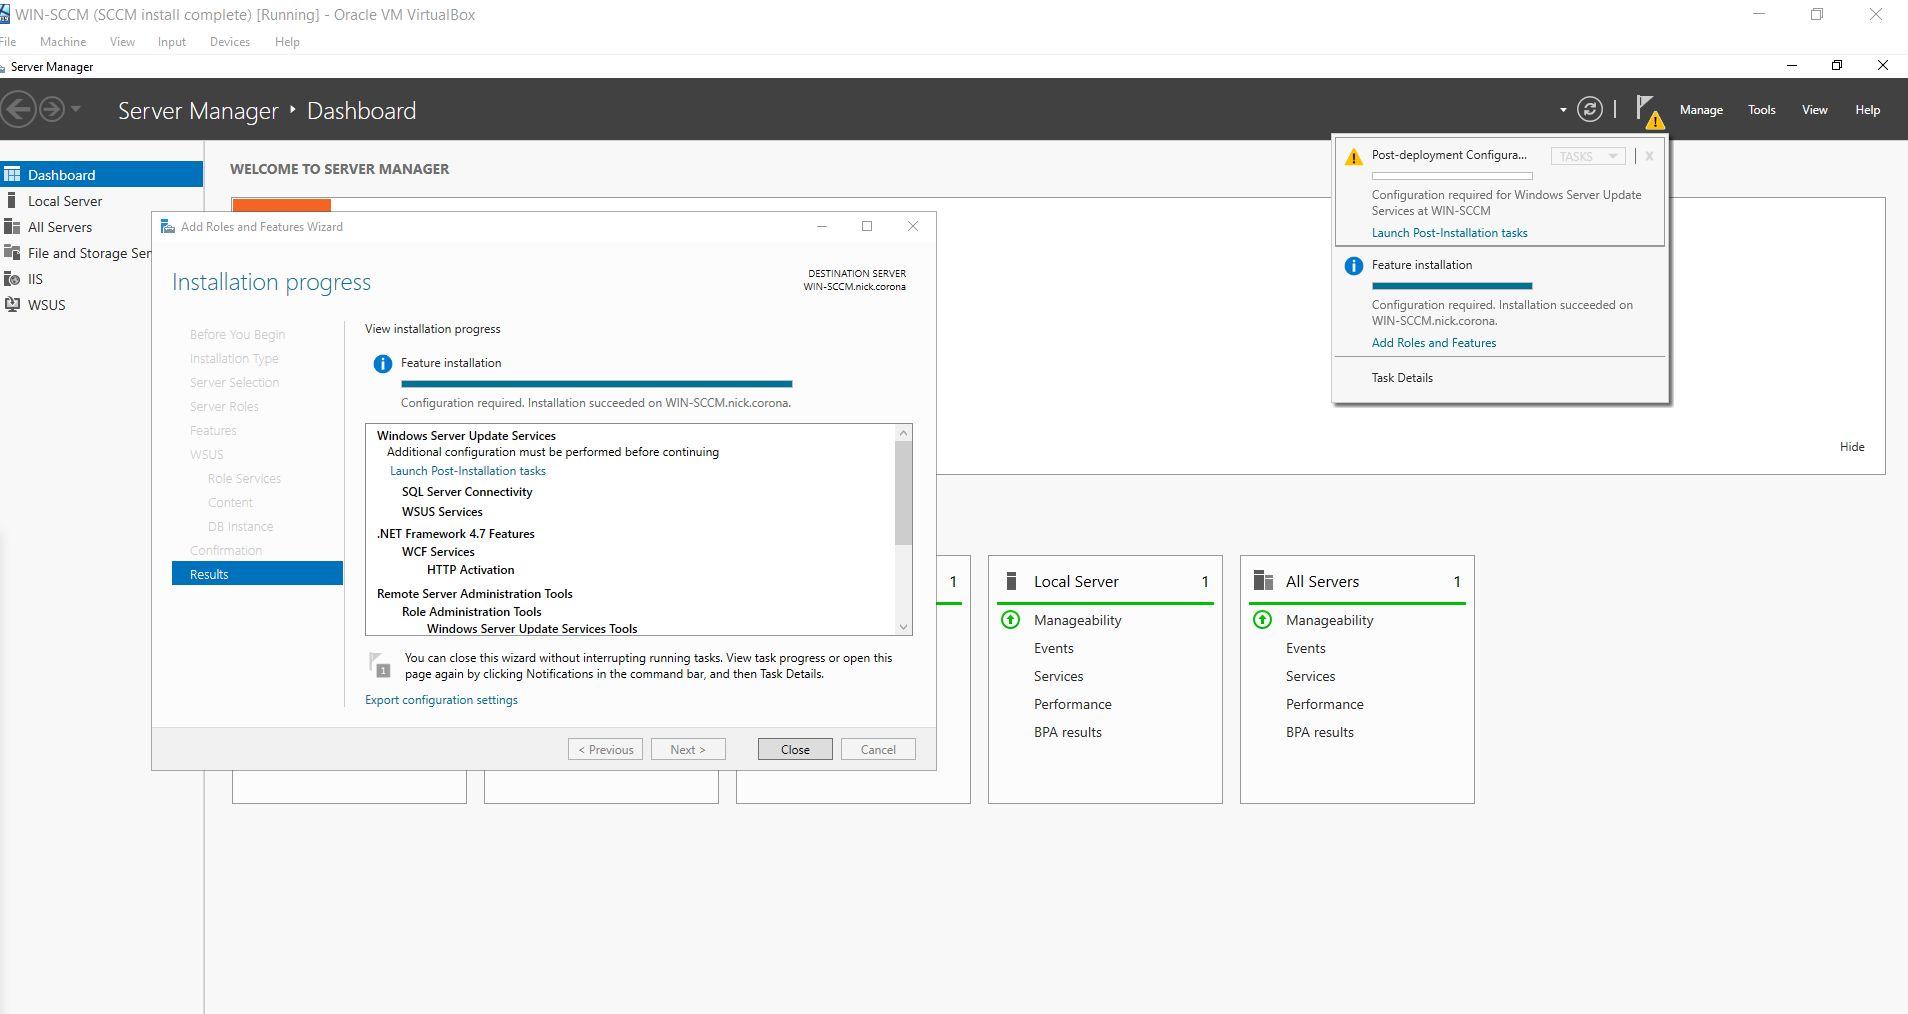 WIN-SCCM (SCCM install complete) [Running] - Oracle VM VirtualBox
File Machine View Input Devices Help
Server Manager
Server Manager Dashboard
Manage Tools View Help
Dashboard
Local Server
All Servers
File and Storage Ser
IIS
WSUS
WELCOME TO SERVER MANAGER
Post-deployment Configura...
TASKS
X
Configuration required for Windows Server Update
Services at WIN-SCCM
Launch Post-Installation tasks
Feature installation
Configuration required. Installation succeeded on
WIN-SCCM.nick.corona.
Add Roles and Features
Task Details
Hide
Add Roles and Features Wizard
Installation progress
DESTINATION SERVER
WIN-SCCM.nick.corona
Before You Begin
Installation Type
Server Selection
Server Roles
Features
WSUS
Role Services
Content
DB Instance
Confirmation
Results
View installation progress
Feature installation
Configuration required. Installation succeeded on WIN-SCCM.nick.corona.
Windows Server Update Services
Additional configuration must be performed before continuing
Launch Post-Installation tasks
SQL Server Connectivity
WSUS Services
.NET Framework 4.7 Features
WCF Services
HTTP Activation
Remote Server Administration Tools
Role Administration Tools
Windows Server Update Services Tools
1
You can close this wizard without interrupting running tasks. View task progress or open this
page again by clicking Notifications in the command bar, and then Task Details.
Export configuration settings
< Previous
Next >
Close
Cancel
1
Local Server 1
Manageability
Events
Services
Performance
BPA results
All Servers 1
Manageability
Events
Services
Performance
BPA results